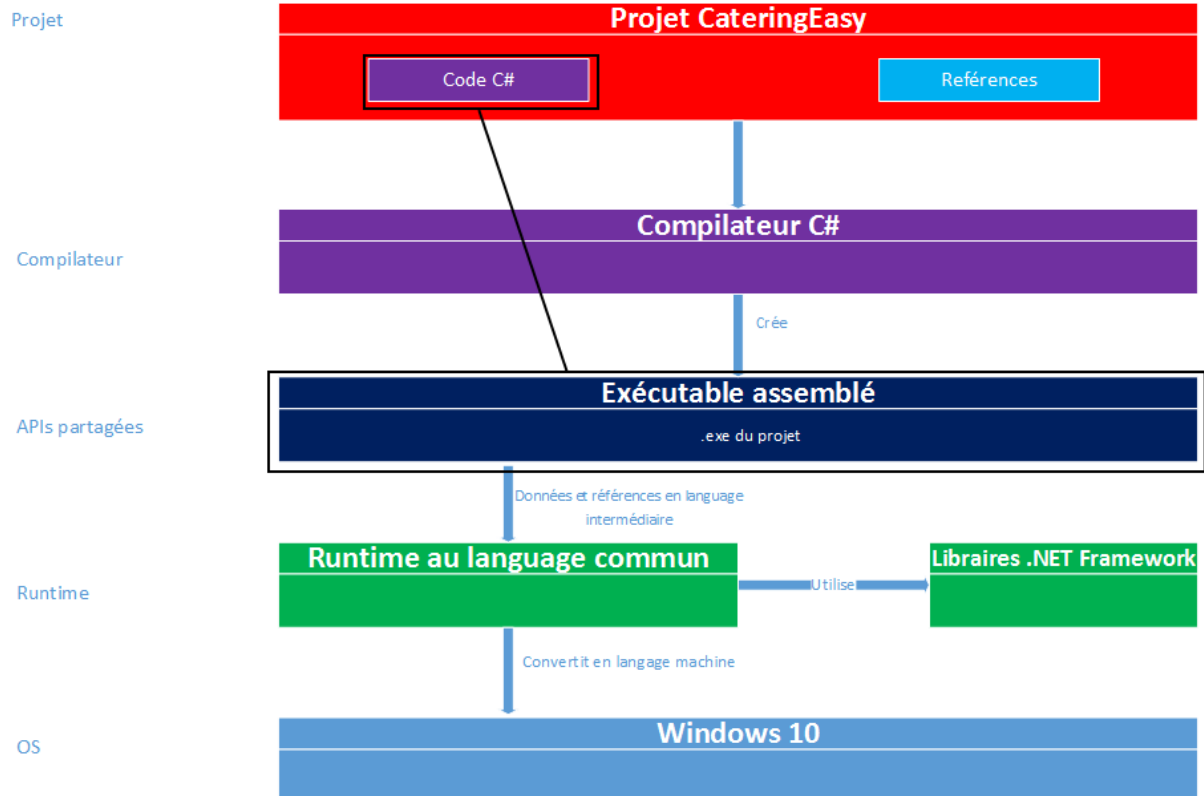 Projet
Projet CateringEasy
Code C#
Reférences
Compilateur C#
Compilateur
Crée
Exécutable assemblé
APIs partagées
.exe du projet
Données et références en language
intermédiaire
Runtime au language commun
Libraires .NET Framework
Utilise
Runtime
Convertit en langage machine
Windows 10
OS